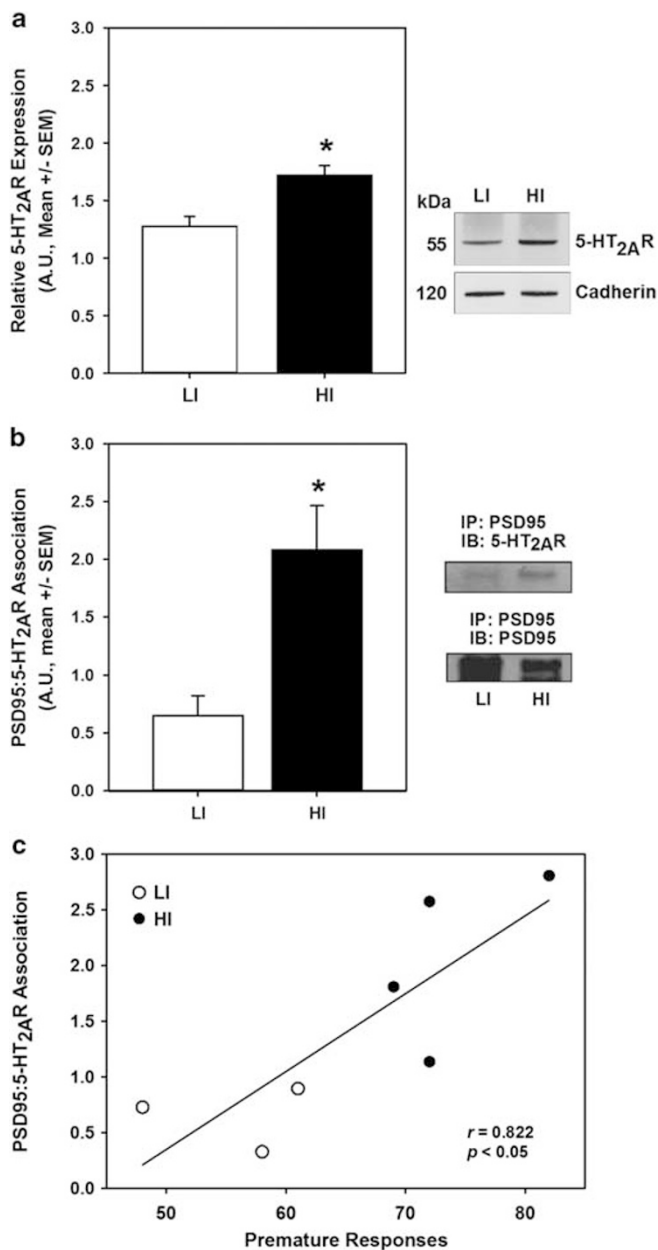 a
Relative 5-HT2AR Expression
(A.U., Mean +/- SEM)
3.0
2.5
2.0
1.5
1.0
0.5
0.0
*
LI
HI
kDa
LI HI
55
5-HT2AR
120
Cadherin
b
PSD95:5-HT2AR Association
(A.U., mean +/- SEM)
3.0
2.5
2.0
1.5
1.0
0.5
0.0
*
LI
HI
IP: PSD95
IB: 5-HT2AR
IP: PSD95
IB: PSD95
LI HI
c
PSD95:5-HT2AR Association
3.0
2.5
2.0
1.5
1.0
0.5
0.0
LI
HI
r = 0.822
p < 0.05
50 60 70 80
Premature Responses